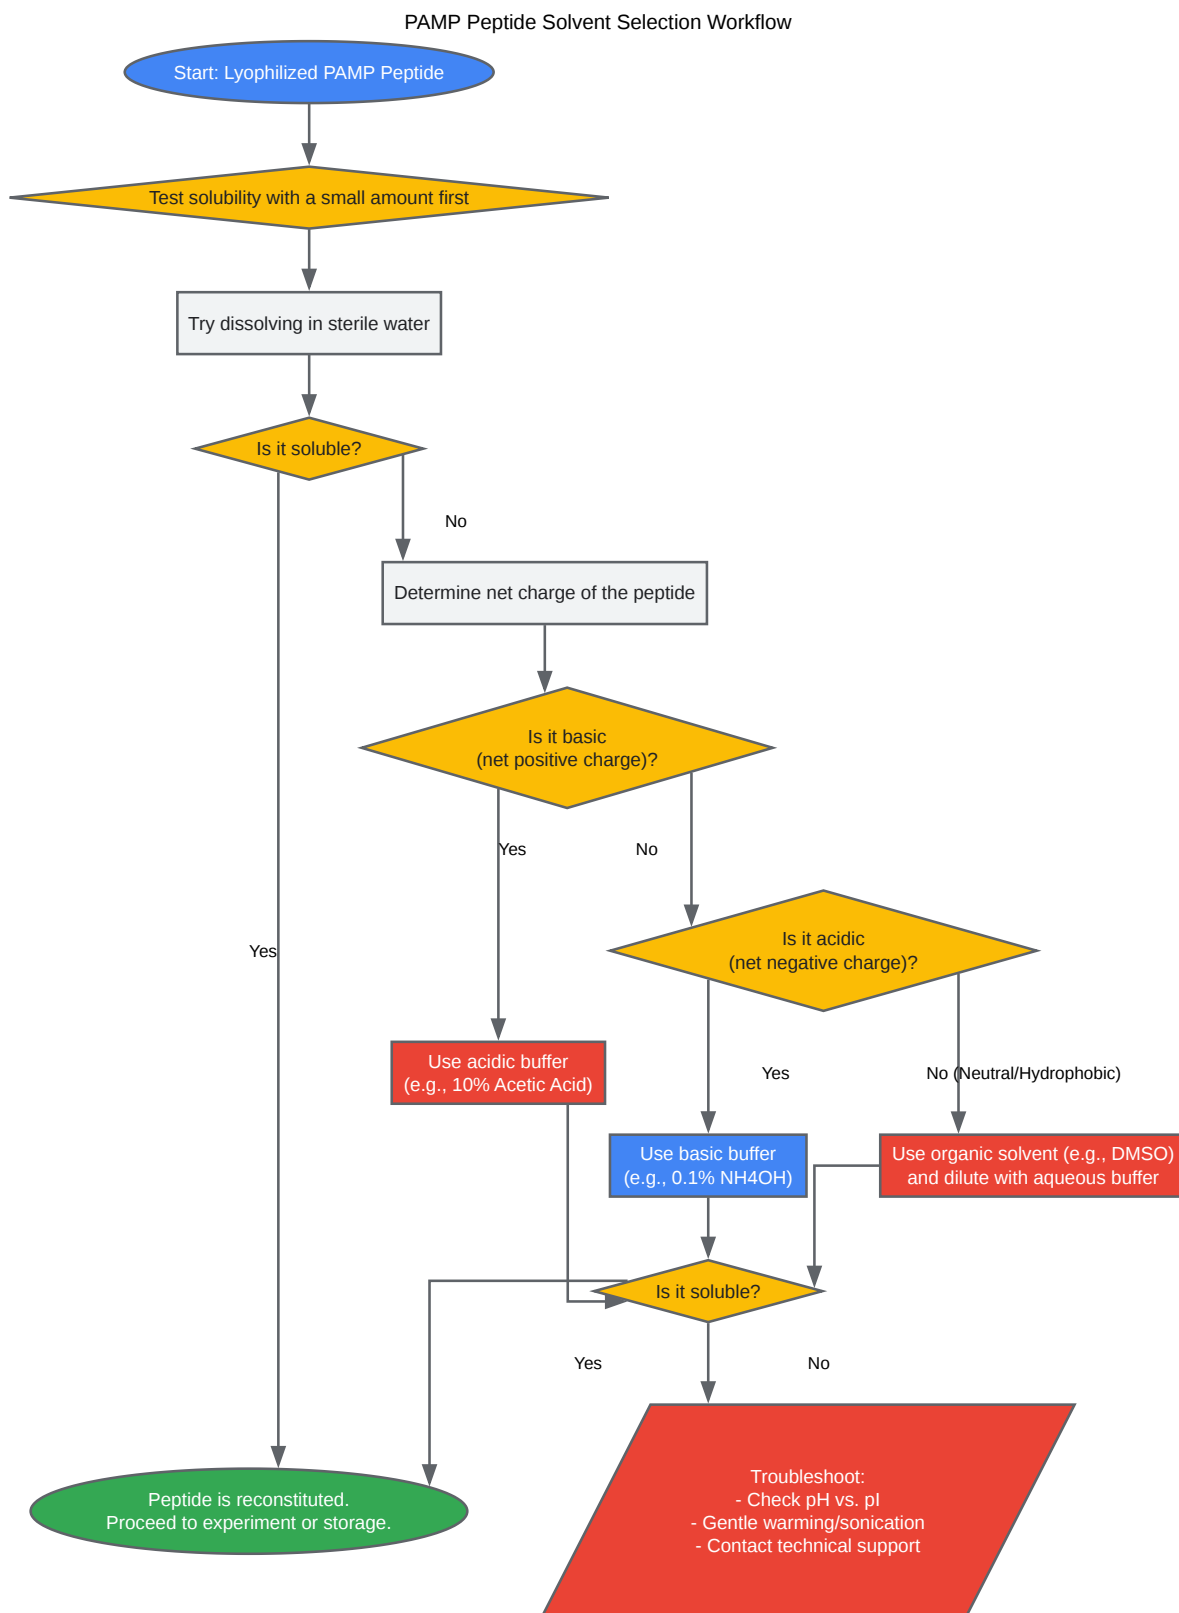 PAMP Peptide Solvent Selection Workflow
Start: Lyophilized PAMP Peptide
Test solubility with a small amount first
Try dissolving in sterile water
Is it soluble?
No
Determine net charge of the peptide
Is it basic
(net positive charge)?
Yes
No
Is it acidic
(net negative charge)?
Yes
Use acidic buffer
(e.g., 10% Acetic Acid)
Yes
No (Neutral/Hydrophobic)
Use basic buffer
(e.g., 0.1% NH4OH)
Use organic solvent (e.g., DMSO)
and dilute with aqueous buffer
Is it soluble?
Yes
No
Peptide is reconstituted.
Proceed to experiment or storage.
Troubleshoot:
- Check pH vs. pI
- Gentle warming/sonication
- Contact technical support